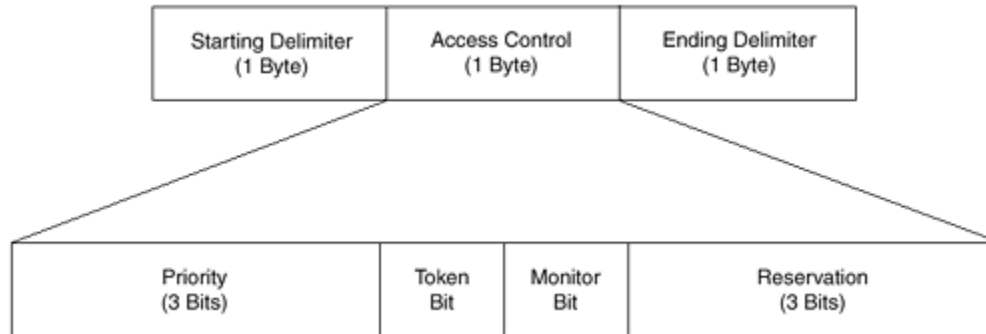 Starting Delimiter
(1 Byte)
Access Control
(1 Byte)
Ending Delimiter
(1 Byte)
Priority
(3 Bits)
Token
Bit
Monitor
Bit
Reservation
(3 Bits)